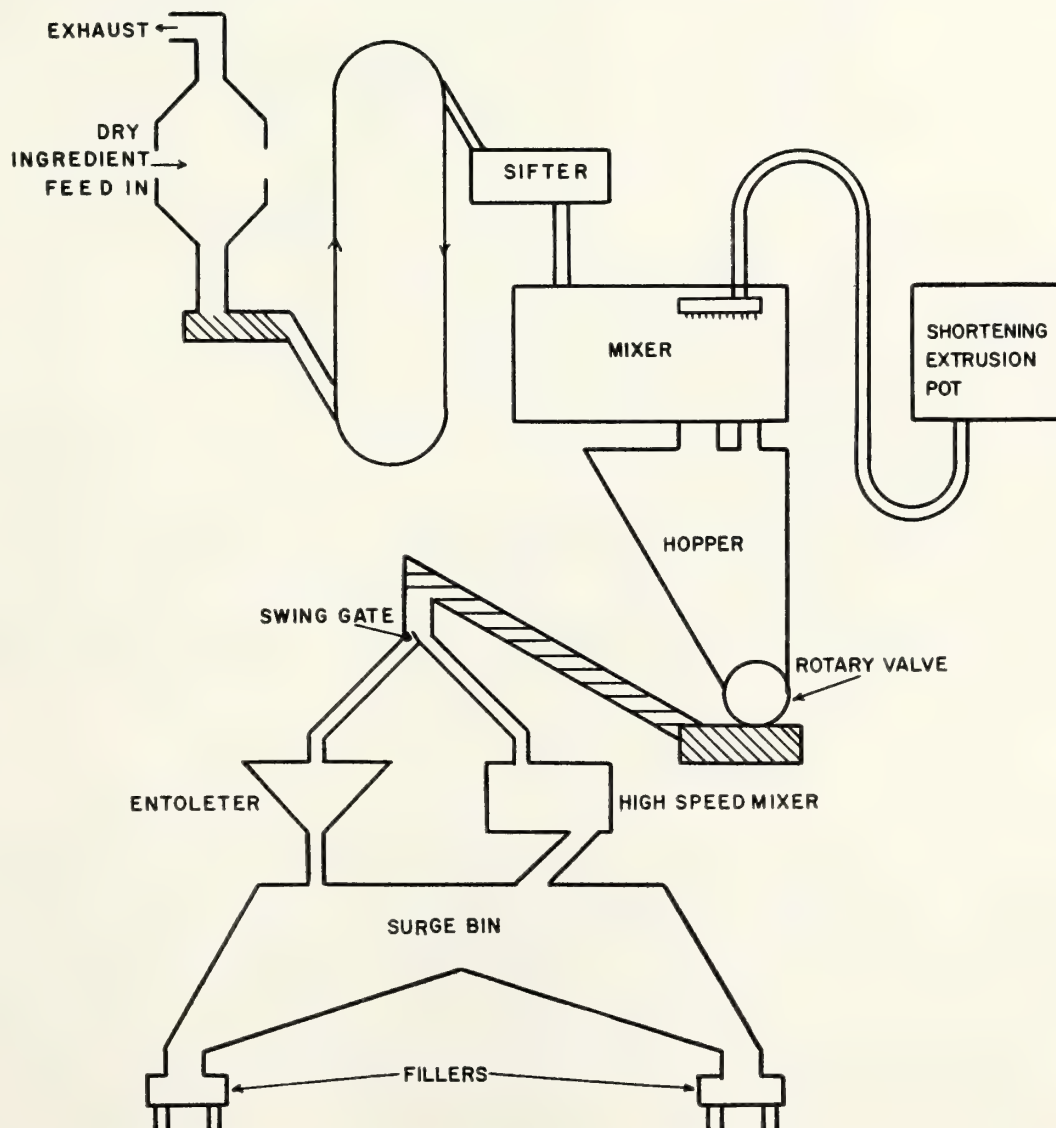 EXHAUST
DRY
INGREDIENT
FEED IN
SIFTER
MIXER
SHORTENING
EXTRUSION
POT
HOPPER
SWING GATE
ROTARY VALVE
ENTOLETER
HIGH SPEED MIXER
SURGE BIN
FILLERS